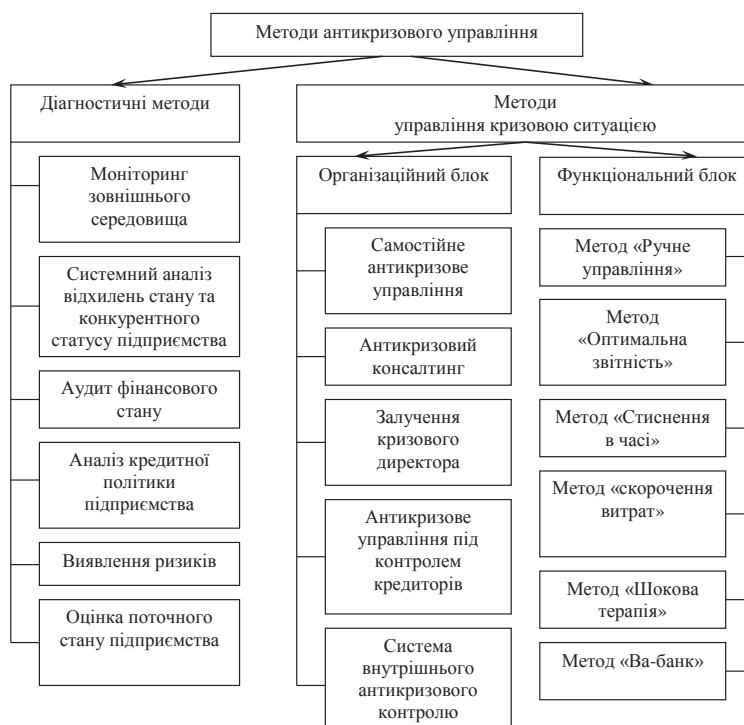 Методи антикризового управління
Діагностичні методи
Моніторинг
зовнішнього
середовища
Системний аналіз
відхилень стану та
конкурентного
статусу підприємства
Аудит фінансового
стану
Аналіз кредитної
політики
підприємства
Виявлення ризиків
Оцінка поточного
стану підприємства
Методи
управління кризовою ситуацією
Організаційний блок
Самостійне
антикризове
управління
Антикризовий
консалтинг
Залучення
кризового
директора
Антикризове
управління під
контролем
кредиторів
Система
внутрішнього
антикризового
контролю
Функціональний блок
Метод «Ручне
управління»
Метод
«Оптимальна
звітність»
Метод «Стиснення
в часі»
Метод «скорочення
витрат»
Метод «Шокова
терапія»
Метод «Ва-банк»